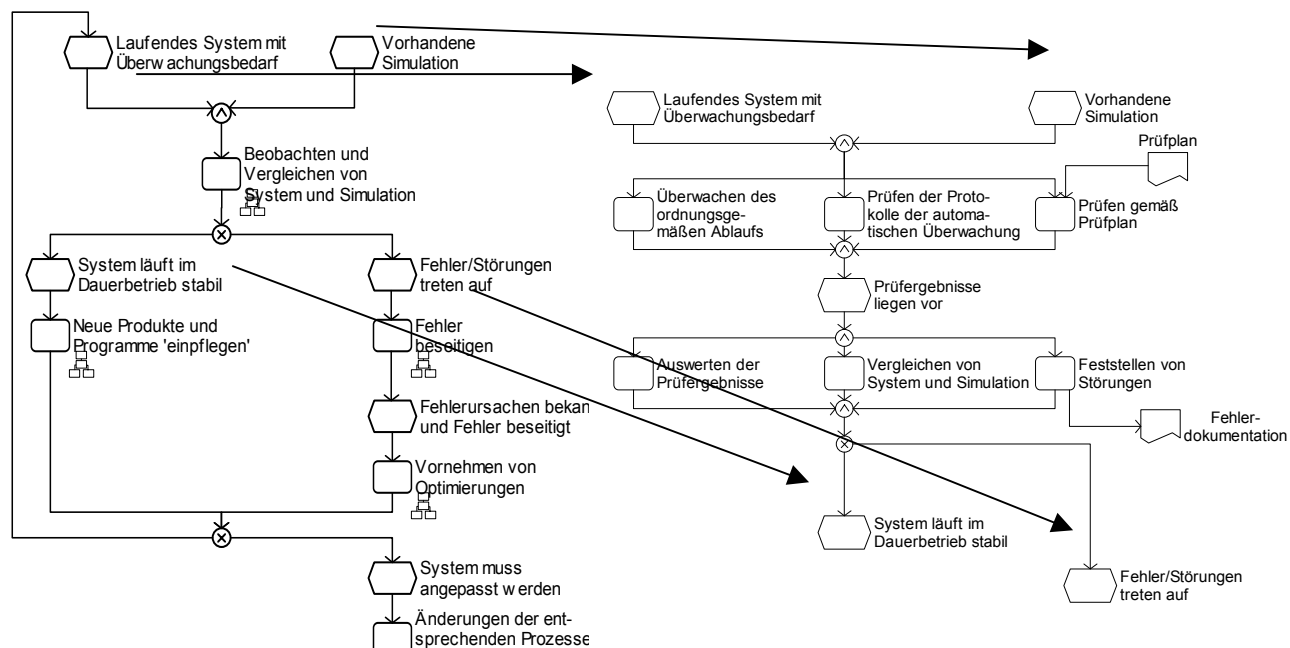 Laufendes System mit
Überwachungsbedarf
Vorhandene
Simulation
Beobachten und
Vergleichen von
System und Simulation
System läuft im
Dauerbetrieb stabil
Fehler/Störungen
treten auf
Neue Produkte und
Programme 'einpflegen'
Fehler
beseitigen
Fehlerursachen bekan
und Fehler beseitigt
Vornehmen von
Optimierungen
System muss
angepasst werden
Änderungen der ent-
sprechenden Prozesse
Laufendes System mit
Überwachungsbedarf
Vorhandene
Simulation
Prüfplan
Überwachen des
ordnungsge-
mäßen Ablaufs
Prüfen der Proto-
kolle der automa-
tischen Überwachung
Prüfen gemäß
Prüfplan
Prüfergebnisse
liegen vor
Auswerten der
Prüfergebnisse
Vergleichen von
System und Simulation
Feststellen von
Störungen
Fehler-
dokumentation
System läuft im
Dauerbetrieb stabil
Fehler/Störungen
treten auf